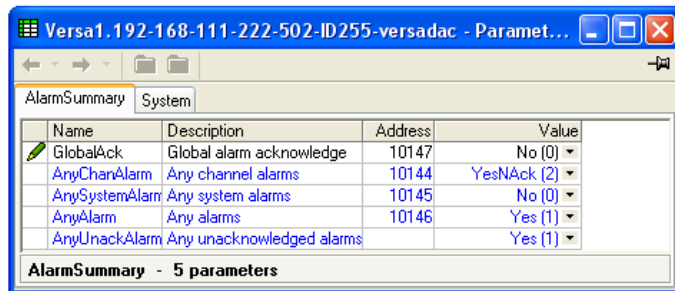 Versa1.192-168-111-222-502-ID255-versadac - Paramet...
AlarmSummary System
Name Description Address Value
GlobalAck Global alarm acknowledge 10147 No (0)
AnyChanAlarm Any channel alarms 10144 YesNAck (2)
AnySystemAlarm Any system alarms 10145 No (0)
AnyAlarm Any alarms 10146 Yes (1)
AnyUnackAlarm Any unacknowledged alarms Yes (1)
AlarmSummary - 5 parameters